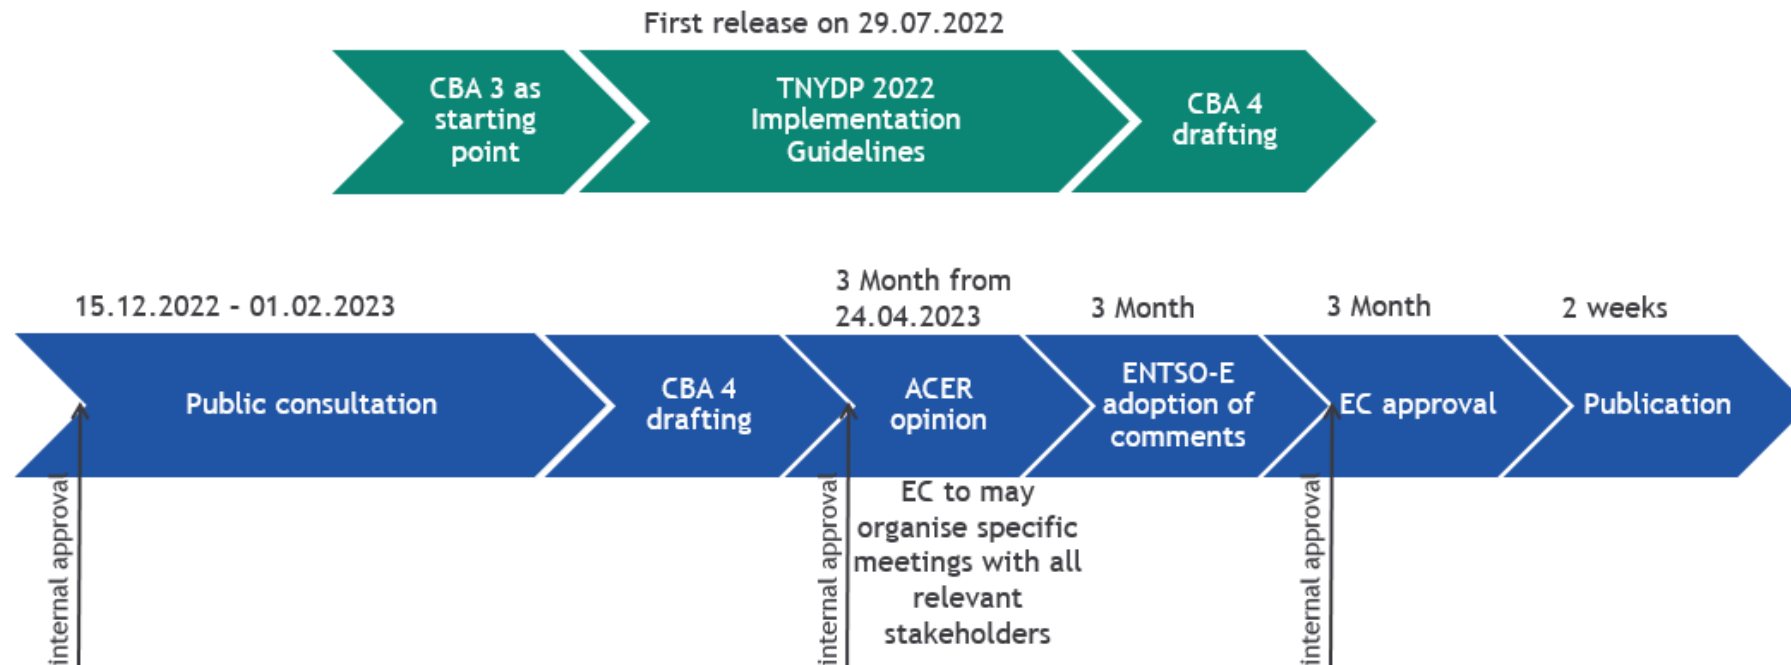 First release on 29.07.2022
CBA 3 as
starting
point
TNYDP 2022
Implementation
Guidelines
CBA 4
drafting
15.12.2022 – 01.02.2023
3 Month from
24.04.2023
3 Month
3 Month
2 weeks
Public consultation
CBA 4
drafting
ACER
opinion
ENTSO-E
adoption of
comments
EC approval
Publication
internal approval
internal approval
EC to may
organise specific
meetings with all
relevant
stakeholders
internal approval